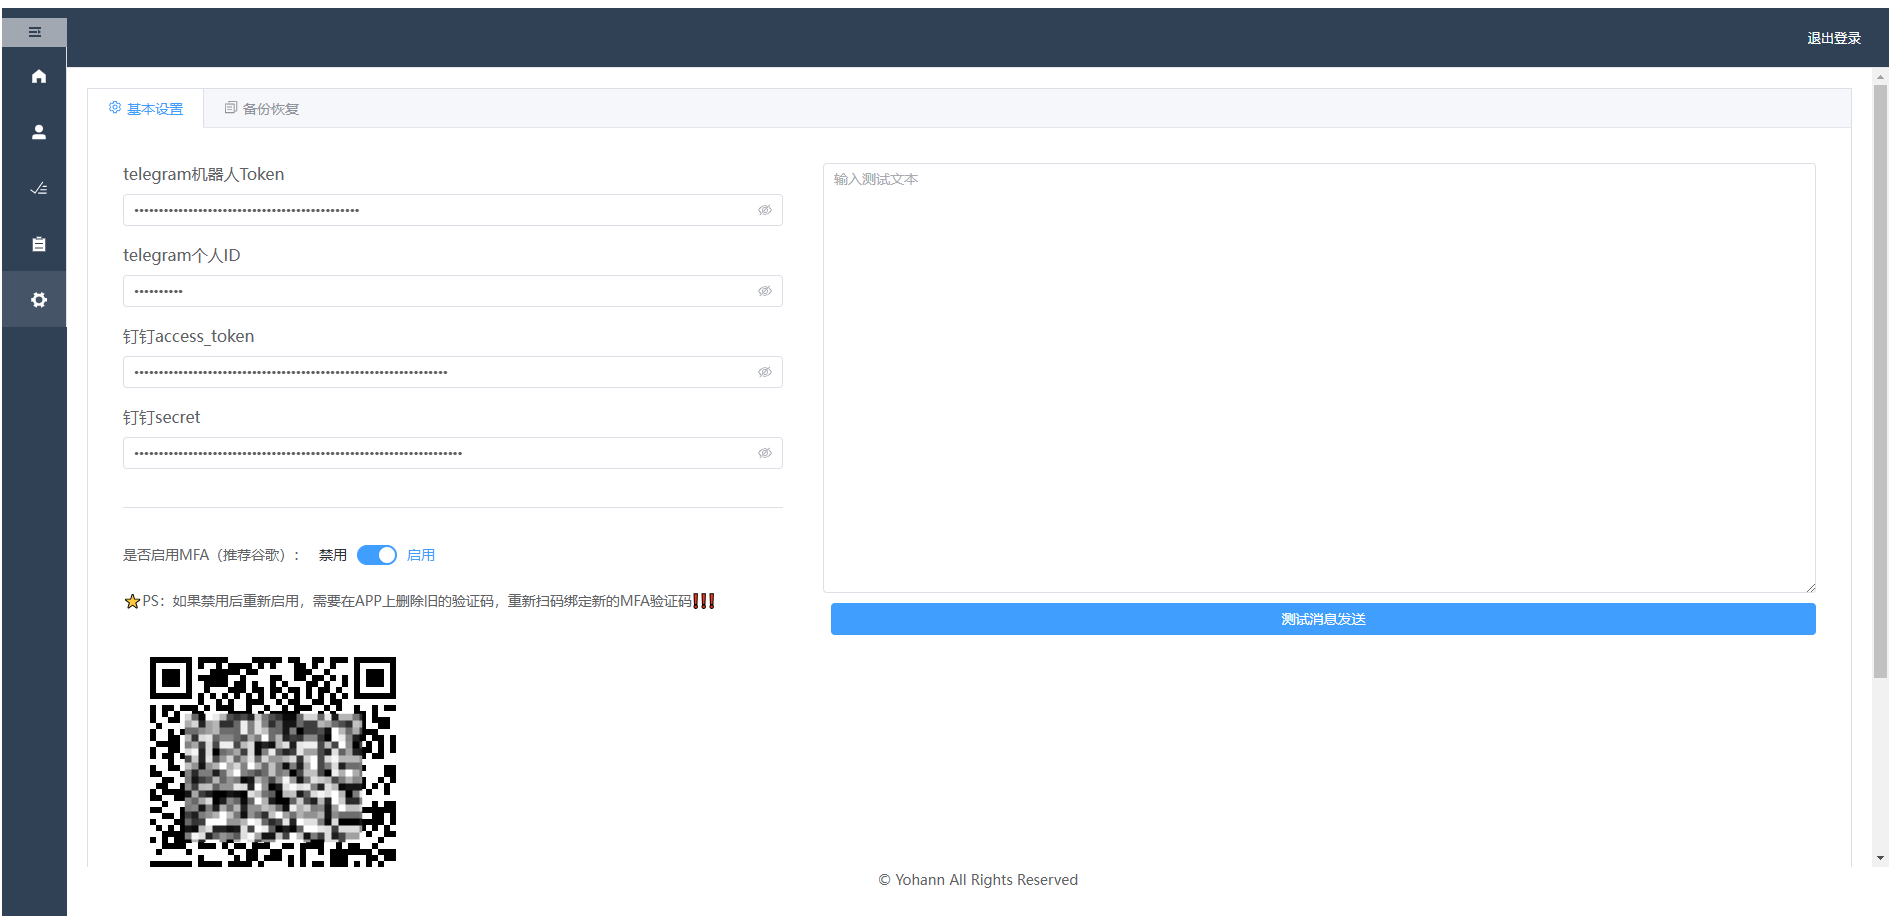 退出登录
基本设置
备份恢复
telegram机器人Token
telegram个人ID
钉钉access_token
钉钉secret
是否启用MFA（推荐谷歌）： 禁用 启用
⭐PS：如果禁用后重新启用，需要在APP上删除旧的验证码，重新扫码绑定新的MFA验证码❗❗❗
输入测试文本
测试消息发送
© Yohann All Rights Reserved